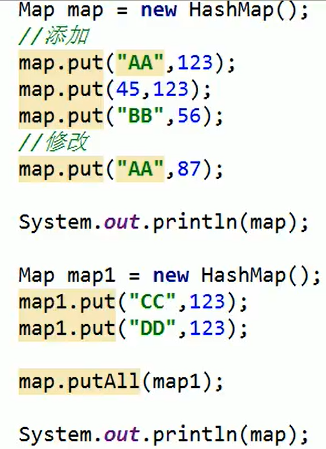 Map map = new HashMap();
//添加
map.put("AA",123);
map.put(45,123);
map.put("BB",56);
//修改
map.put("AA",87);
System.out.println(map);
Map map1 = new HashMap();
map1.put("CC",123);
map1.put("DD",123);
map.putAll(map1);
System.out.println(map);